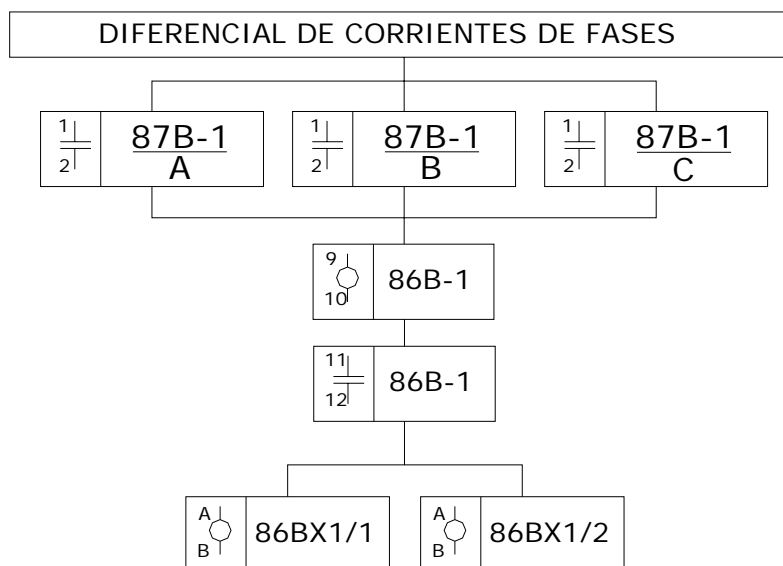 DIFERENCIAL DE CORRIENTES DE FASES
1 87B-1 1 87B-1 1 87B-1
2 A 2 B 2 C
9
86B-1
10
11
86B-1
12
A A
86BX1/1 86BX1/2
B B